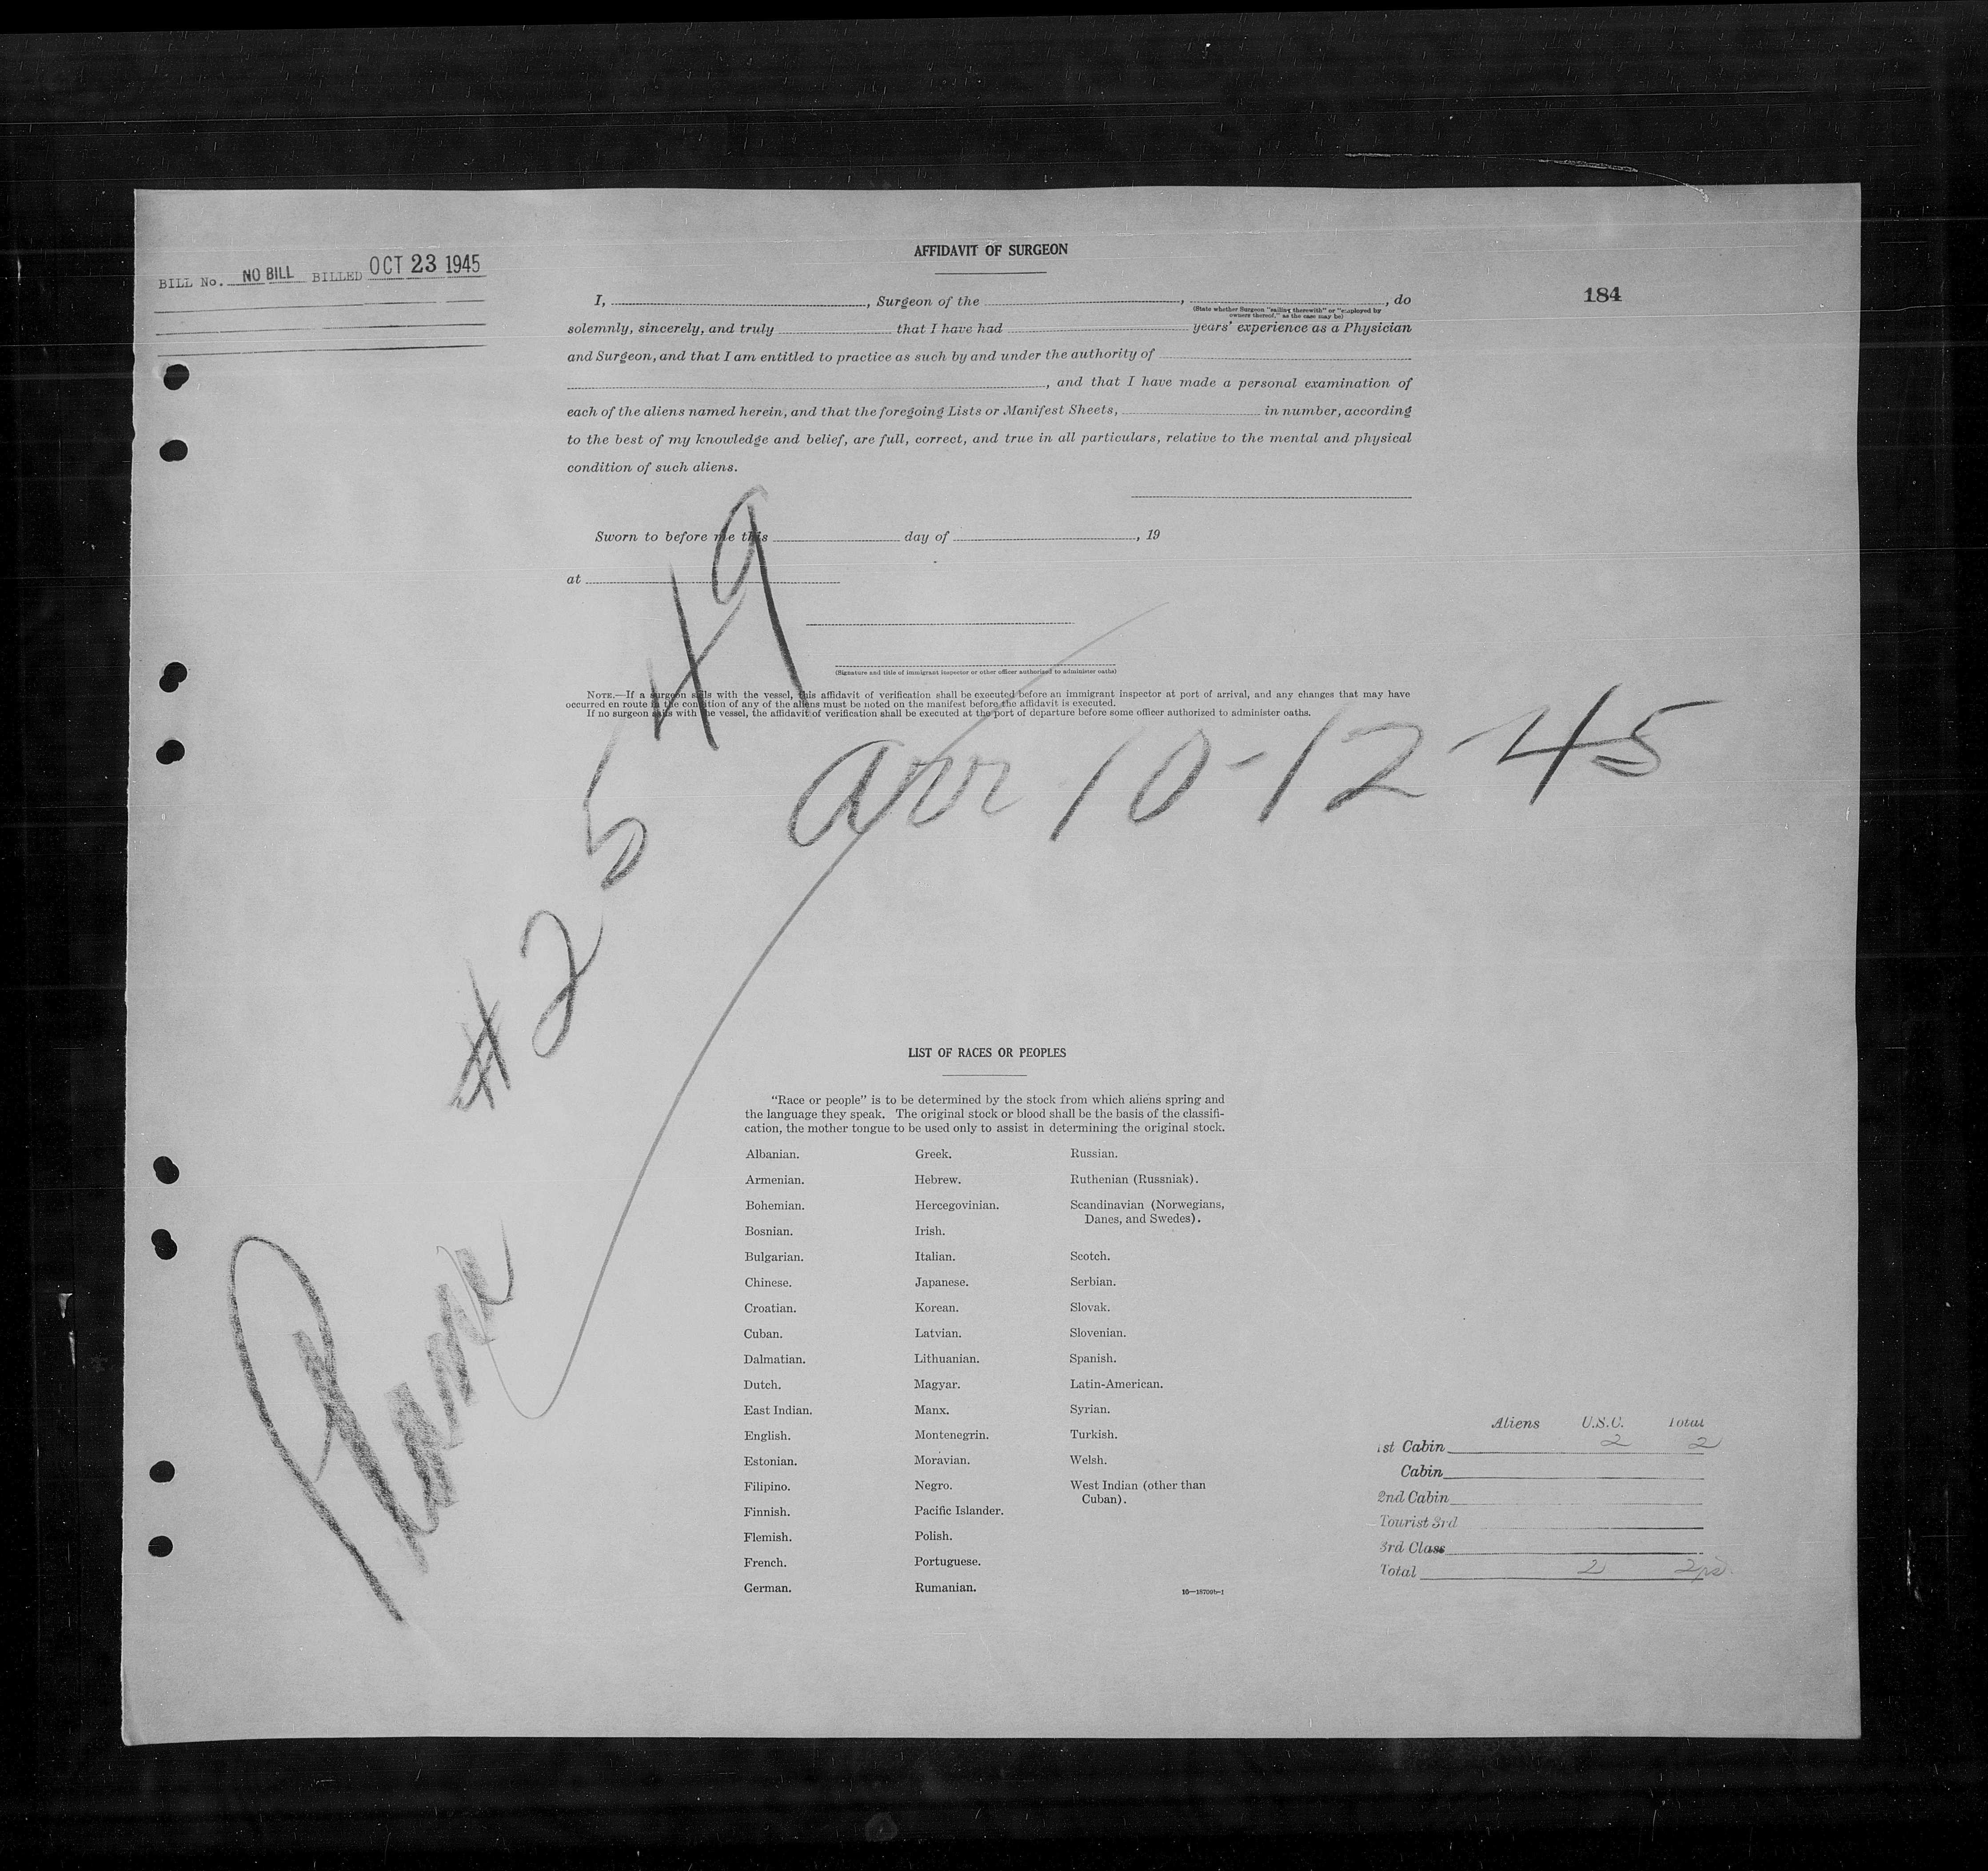 BILL No. NO BILL BILLED OCT 23 1945
184
AFFIDAVIT OF SURGEON
I, , Surgeon of the , , do
(State whether Surgeon "sailing therewith" or "employed by
owners thereof," as the case may be)
solemnly, sincerely, and truly that I have had years' experience as a Physician
and Surgeon, and that I am entitled to practice as such by and under the authority of
, and that I have made a personal examination of
each of the aliens named herein, and that the foregoing Lists or Manifest Sheets, in number, according
to the best of my knowledge and belief, are full, correct, and true in all particulars, relative to the mental and physical
condition of such aliens.
Sworn to before me this day of , 19
at
(Signature and title of immigrant inspector or other officer authorized to administer oaths)
NOTE.—If a surgeon sails with the vessel, this affidavit of verification shall be executed before an immigrant inspector at port of arrival, and any changes that may have
occurred en route in the condition of any of the aliens must be noted on the manifest before the affidavit is executed.
If no surgeon sails with the vessel, the affidavit of verification shall be executed at the port of departure before some officer authorized to administer oaths.
Plane #2549
arr 10-12-45
LIST OF RACES OR PEOPLES
"Race or people" is to be determined by the stock from which aliens spring and
the language they speak. The original stock or blood shall be the basis of the classifi-
cation, the mother tongue to be used only to assist in determining the original stock.
Albanian.
Armenian.
Bohemian.
Bosnian.
Bulgarian.
Chinese.
Croatian.
Cuban.
Dalmatian.
Dutch.
East Indian.
English.
Estonian.
Filipino.
Finnish.
Flemish.
French.
German.
Greek.
Hebrew.
Hercegovinian.
Irish.
Italian.
Japanese.
Korean.
Latvian.
Lithuanian.
Magyar.
Manx.
Montenegrin.
Moravian.
Negro.
Pacific Islander.
Polish.
Portuguese.
Rumanian.
Russian.
Ruthenian (Russniak).
Scandinavian (Norwegians,
Danes, and Swedes).
Scotch.
Serbian.
Slovak.
Slovenian.
Spanish.
Latin-American.
Syrian.
Turkish.
Welsh.
West Indian (other than
Cuban).
16—18709b-1
Aliens U.S.C. Total
1st Cabin 2 2
Cabin
2nd Cabin
Tourist 3rd
3rd Class
Total 2 2